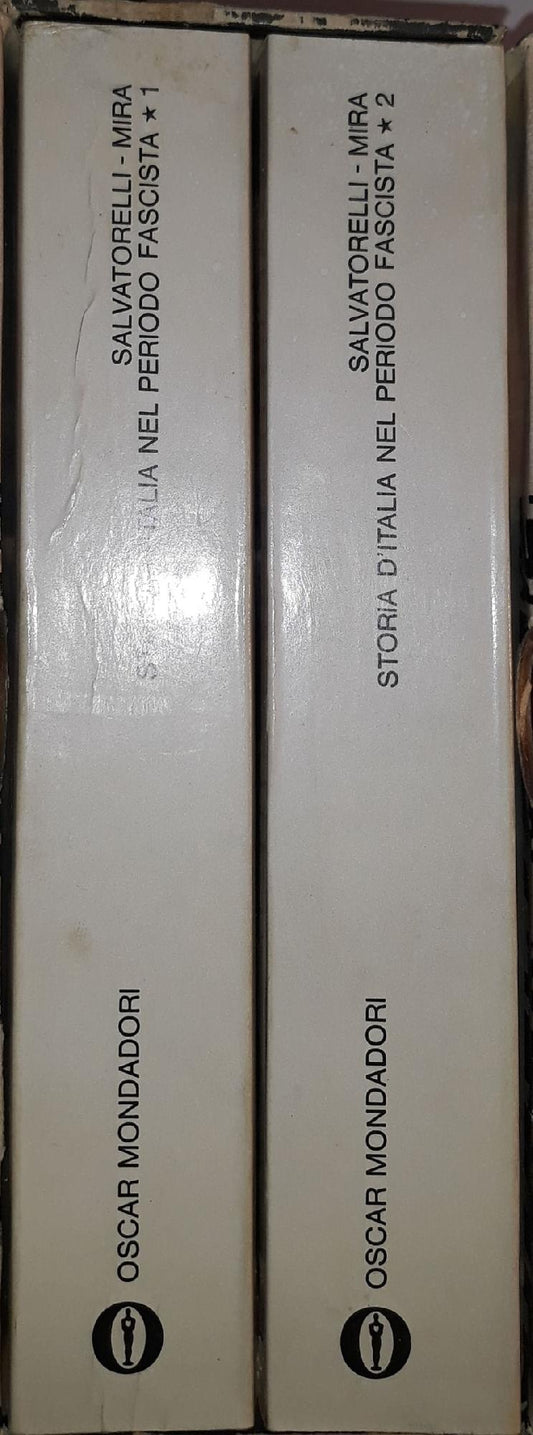 SALVATORELLI - MIRA
STORIA D'ITALIA NEL PERIODO FASCISTA ★ 1
OSCAR MONDADORI
SALVATORELLI - MIRA
STORIA D'ITALIA NEL PERIODO FASCISTA ★ 2
OSCAR MONDADORI